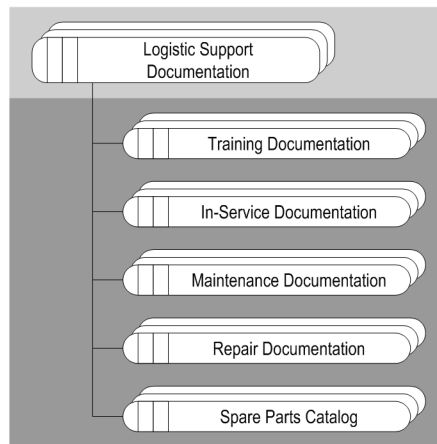 Logistic Support
Documentation
Training Documentation
In-Service Documentation
Maintenance Documentation
Repair Documentation
Spare Parts Catalog